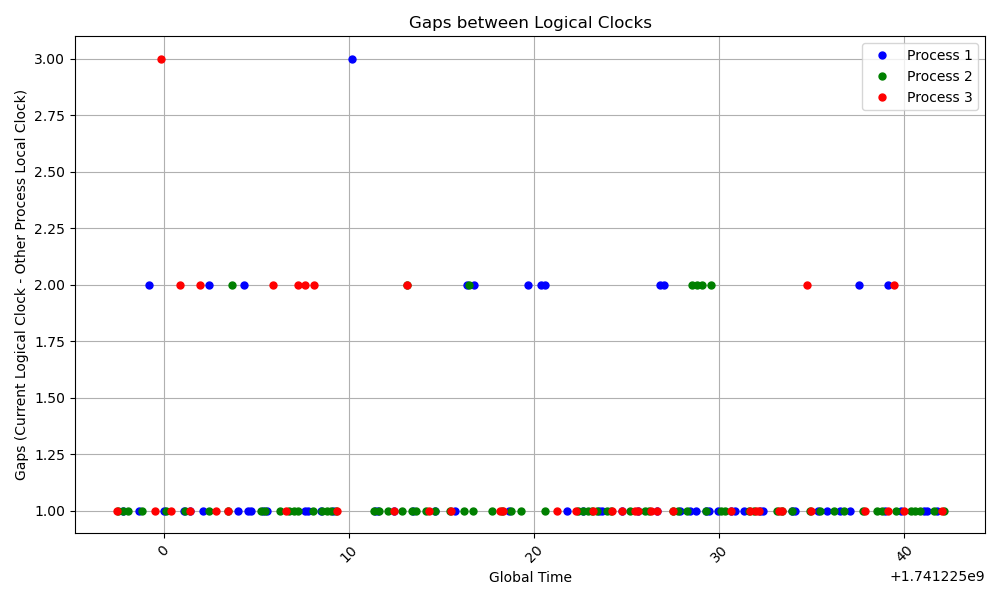 Gaps between Logical Clocks
Gaps (Current Logical Clock - Other Process Local Clock)
3.00
2.75
2.50
2.25
2.00
1.75
1.50
1.25
1.00
Process 1
Process 2
Process 3
0
10
20
30
40
Global Time
+1.741225e9